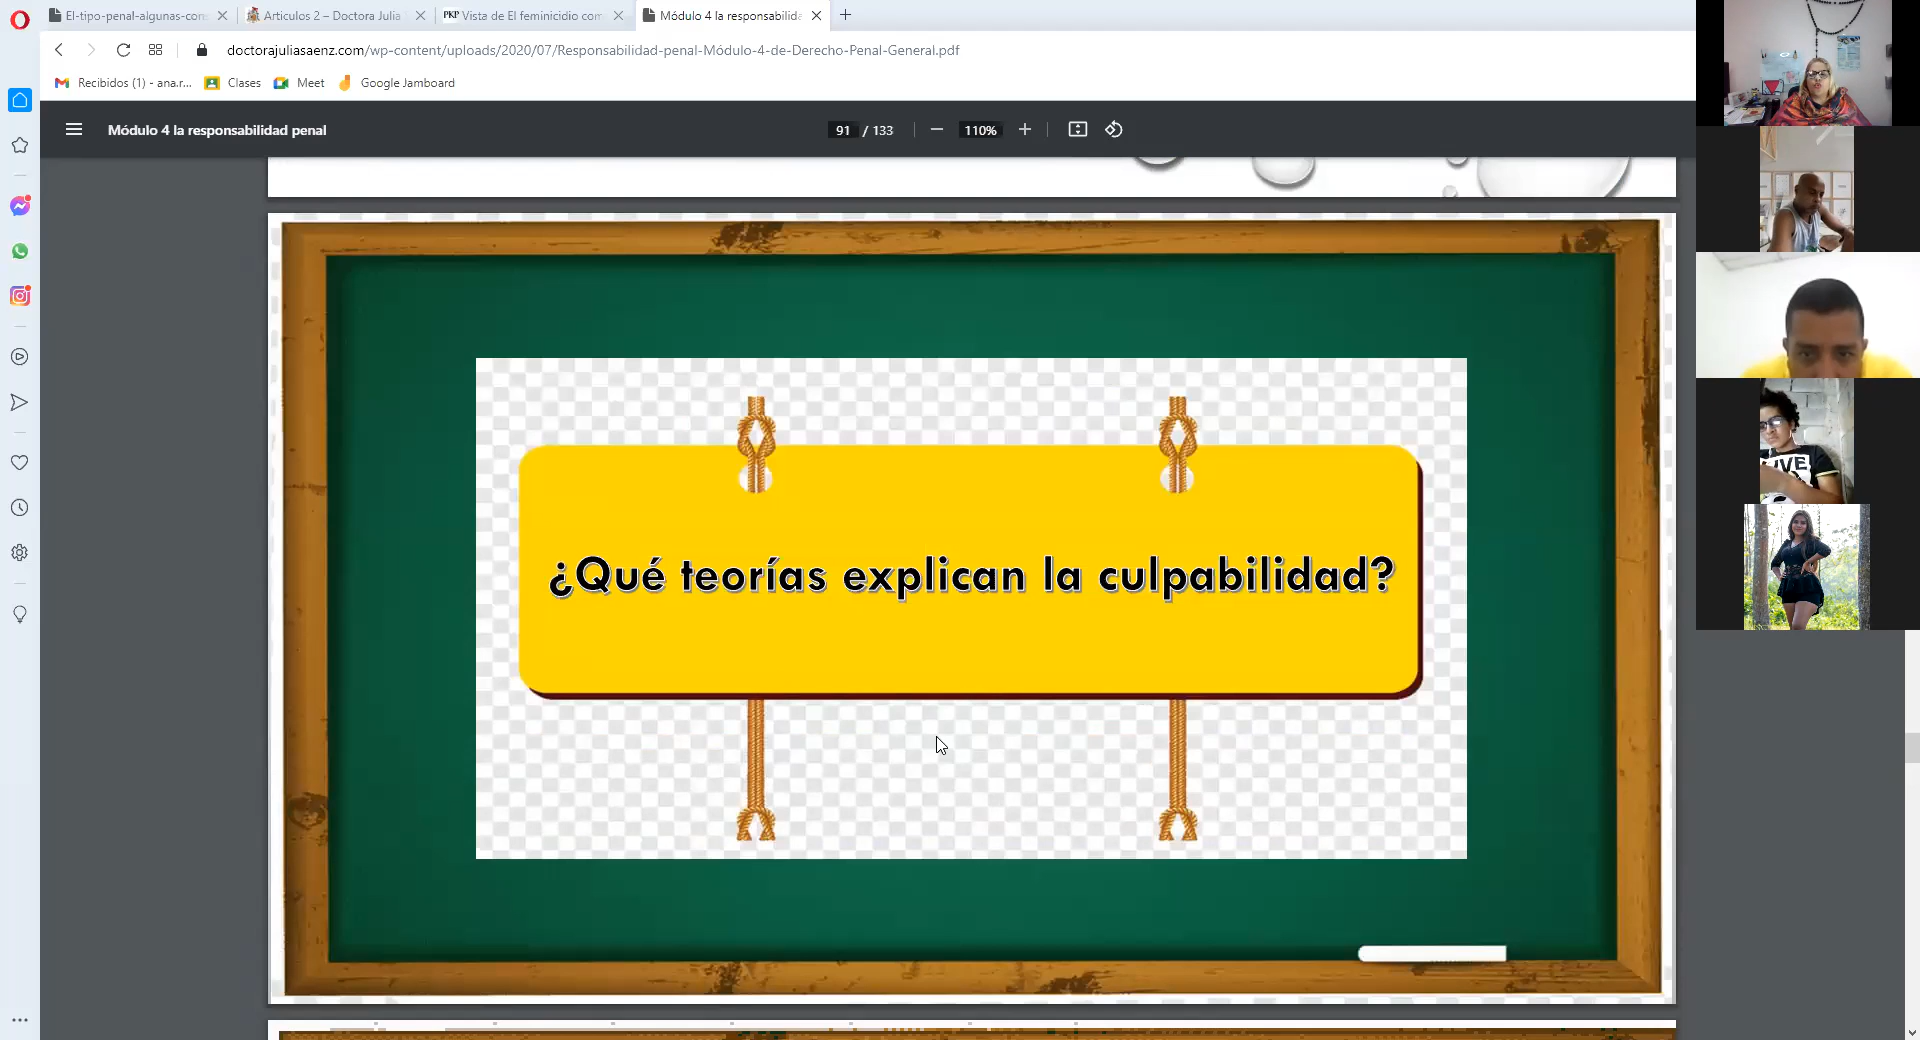 El-tipo-penal-algunas-con
Articulos 2 – Doctora Julia
PKP Vista de El feminicidio com
Módulo 4 la responsabilida
doctorajuliasaenz.com/wp-content/uploads/2020/07/Responsabilidad-penal-Módulo-4-de-Derecho-Penal-General.pdf
Recibidos (1) - ana.r...
Clases
Meet
Google Jamboard
Módulo 4 la responsabilidad penal
91 / 133
110%
¿Qué teorías explican la culpabilidad?